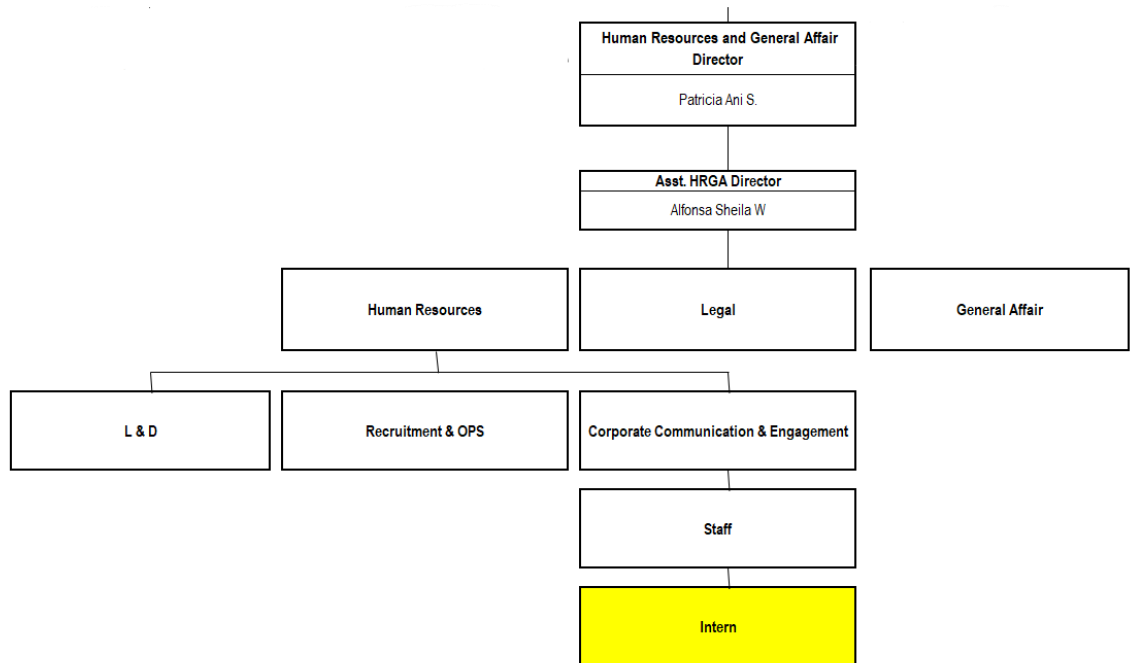 Human Resources and General Affair
Director
Patricia Ani S.
Asst. HRGA Director
Alfonsa Sheila W
Human Resources
Legal
General Affair
L & D
Recruitment & OPS
Corporate Communication & Engagement
Staff
Intern